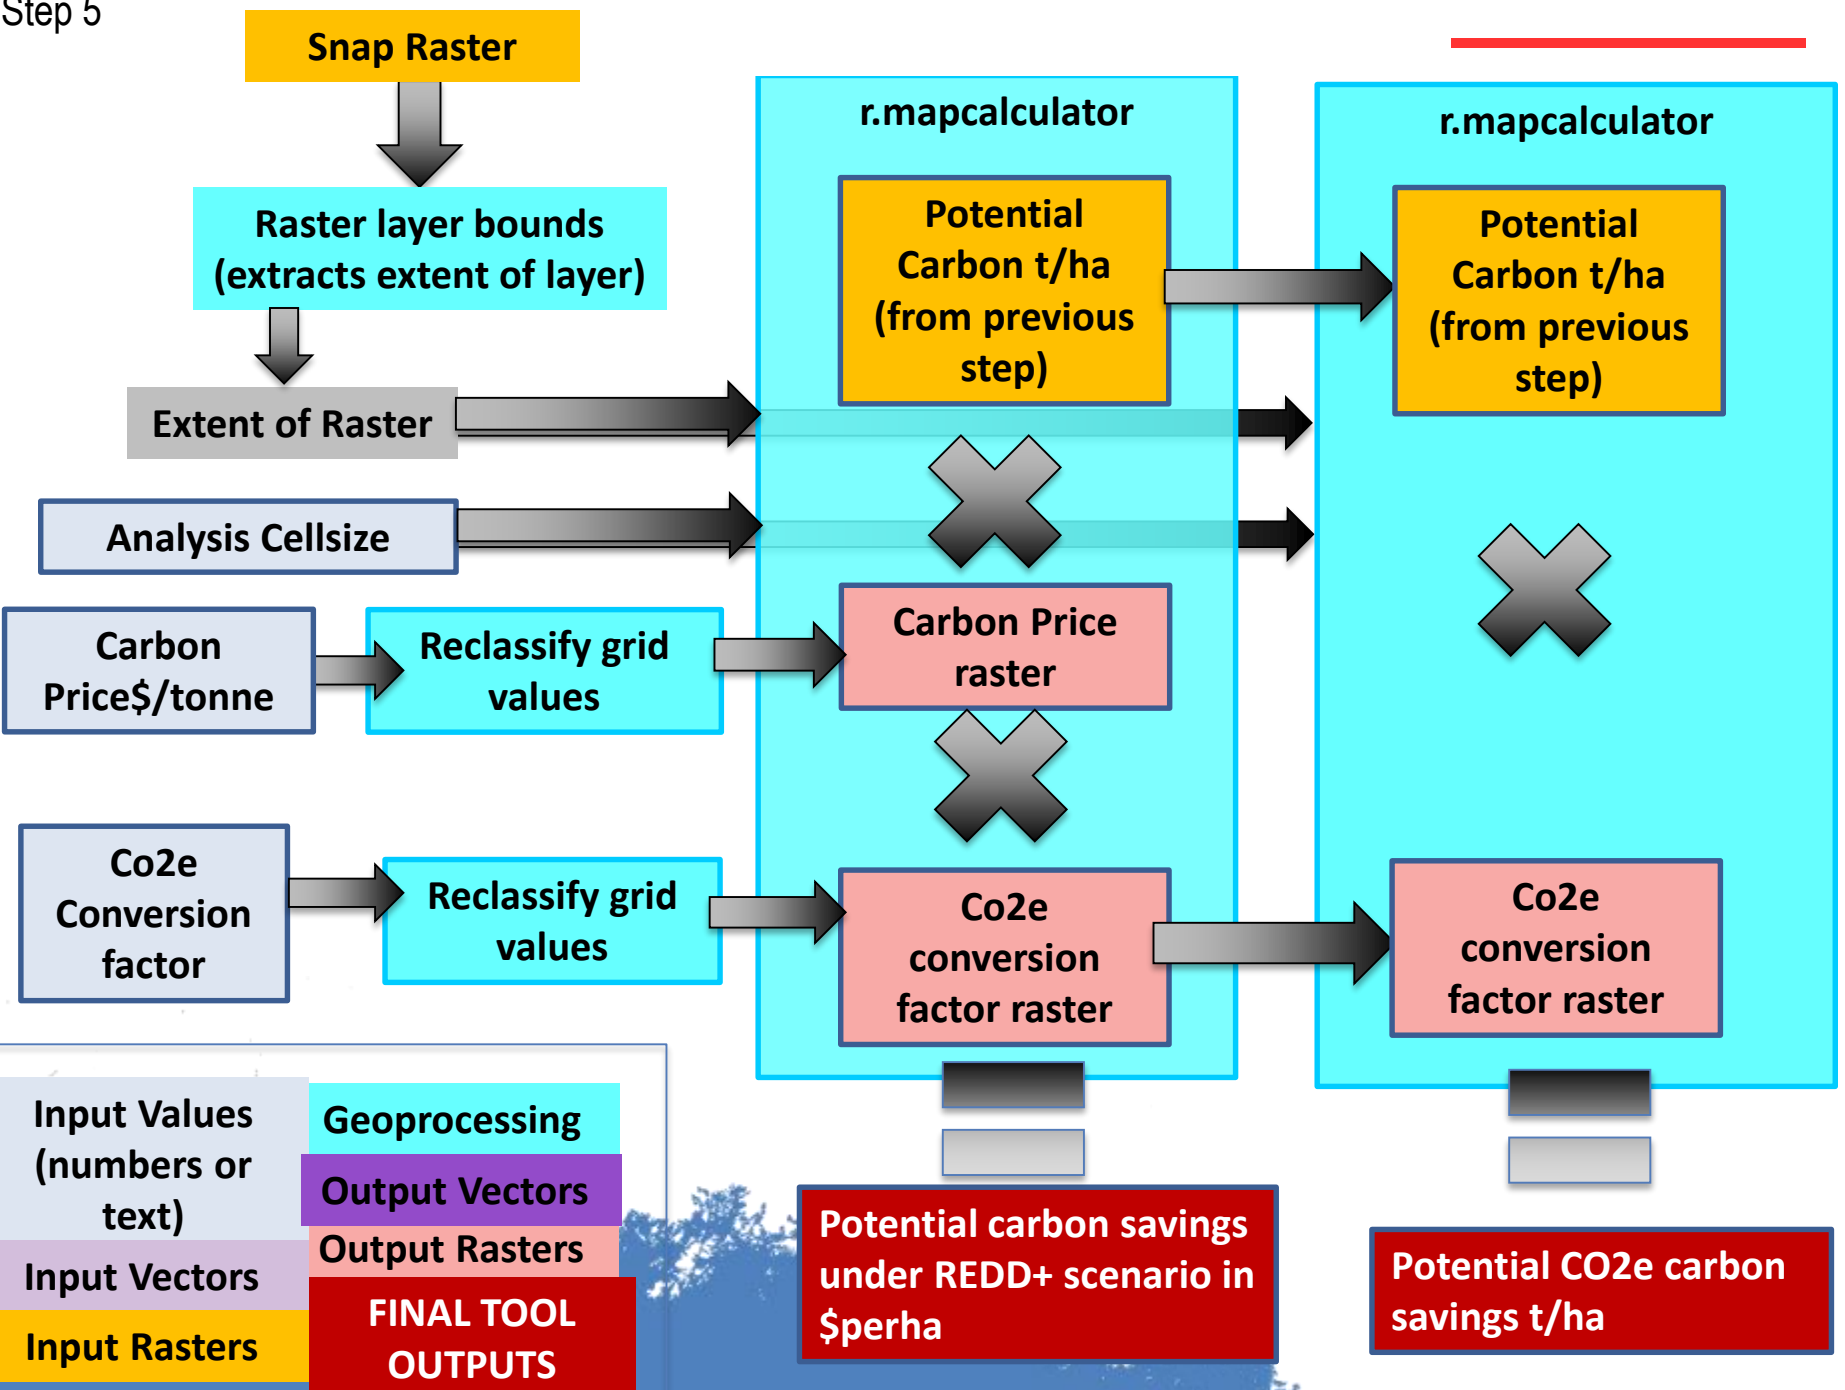 Step 5
Snap Raster
Raster layer bounds
(extracts extent of layer)
Extent of Raster
Analysis Cellsize
Carbon
Price$/tonne
Reclassify grid
values
Co2e
Conversion
factor
Reclassify grid
values
r.mapcalculator
Potential
Carbon t/ha
(from previous
step)
Carbon Price
raster
Co2e
conversion
factor raster
r.mapcalculator
Potential
Carbon t/ha
(from previous
step)
Co2e
conversion
factor raster
Potential carbon savings
under REDD+ scenario in
$perha
Potential CO2e carbon
savings t/ha
Input Values
(numbers or
text)
Input Vectors
Input Rasters
Geoprocessing
Output Vectors
Output Rasters
FINAL TOOL
OUTPUTS